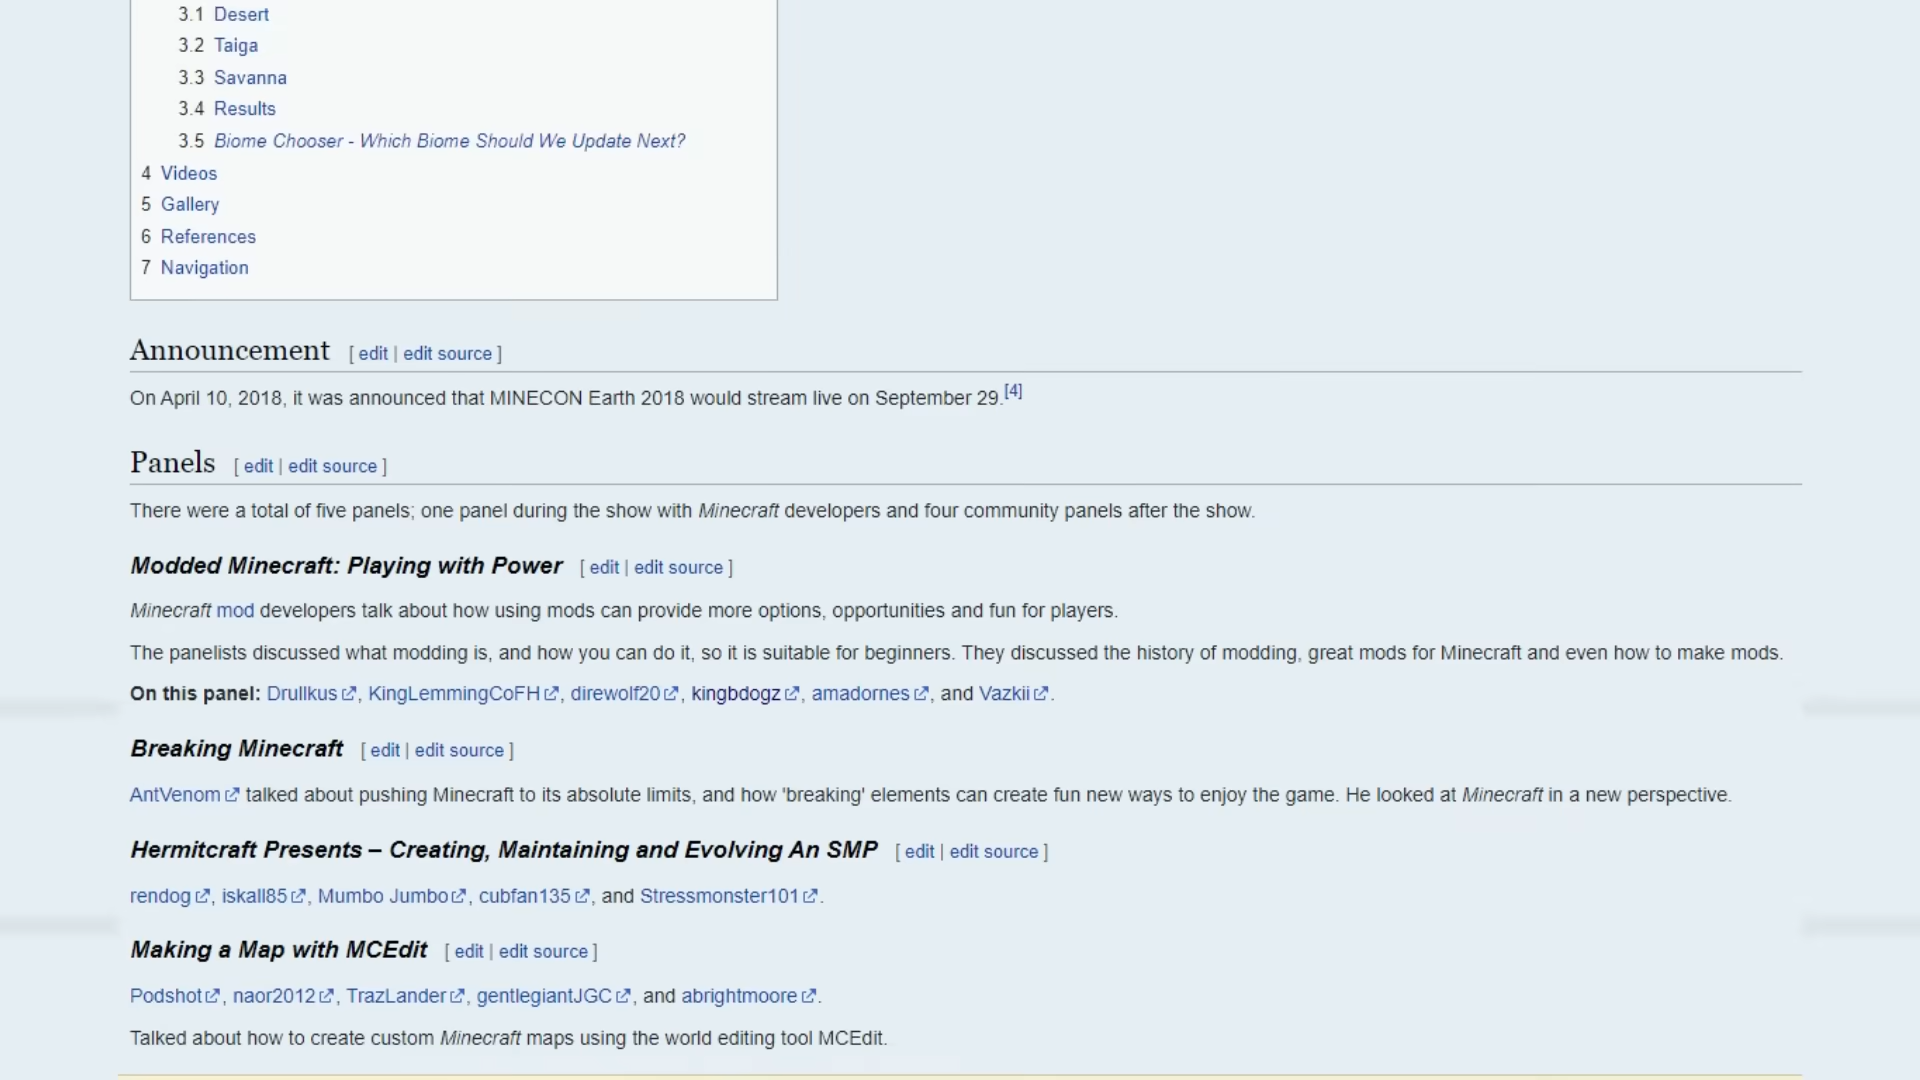 3.1 Desert
3.2 Taiga
3.3 Savanna
3.4 Results
3.5 Biome Chooser - Which Biome Should We Update Next?
4 Videos
5 Gallery
6 References
7 Navigation
Announcement [ edit | edit source ]
On April 10, 2018, it was announced that MINECON Earth 2018 would stream live on September 29.[4]
Panels [ edit | edit source ]
There were a total of five panels; one panel during the show with Minecraft developers and four community panels after the show.
Modded Minecraft: Playing with Power [ edit | edit source ]
Minecraft mod developers talk about how using mods can provide more options, opportunities and fun for players.
The panelists discussed what modding is, and how you can do it, so it is suitable for beginners. They discussed the history of modding, great mods for Minecraft and even how to make mods.
On this panel: Drullkus, KingLemmingCoFH, direwolf20, kingbdogz, amadornes, and Vazkii.
Breaking Minecraft [ edit | edit source ]
AntVenom talked about pushing Minecraft to its absolute limits, and how 'breaking' elements can create fun new ways to enjoy the game. He looked at Minecraft in a new perspective.
Hermitcraft Presents – Creating, Maintaining and Evolving An SMP [ edit | edit source ]
rendog, iskall85, Mumbo Jumbo, cubfan135, and Stressmonster101.
Making a Map with MCEdit [ edit | edit source ]
Podshot, naor2012, TrazLander, gentlegiantJGC, and abrightmoore.
Talked about how to create custom Minecraft maps using the world editing tool MCEdit.